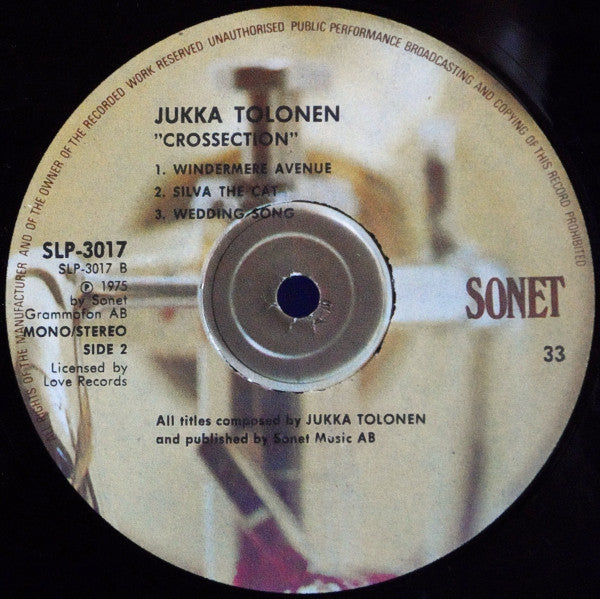 ALL RIGHTS OF THE MANUFACTURER AND OF THE OWNER OF THE RECORDED WORK RESERVED UNAUTHORISED PUBLIC PERFORMANCE BROADCASTING AND COPYING OF THIS RECORD PROHIBITED
JUKKA TOLONEN
"CROSSECTION"
1. WINDERMERE AVENUE
2. SILVA THE CAT
3. WEDDING SONG
SLP-3017
SLP-3017 B
℗ 1975
by Sonet
Grammofon AB
MONO/STEREO
SIDE 2
Licensed by
Love Records
SONET
33
All titles composed by JUKKA TOLONEN
and published by Sonet Music AB